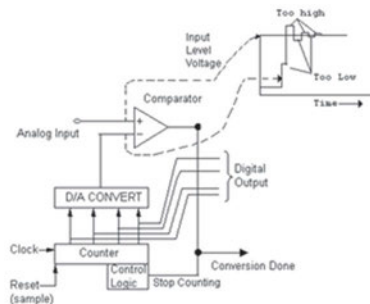 Too high
Input
Level
Voltage
Too Low
Time
Comparator
+
−
Analog Input
Digital
Output
D/A CONVERT
Clock
Counter
Conversion Done
Control
Logic
Stop Counting
Reset
(sample)